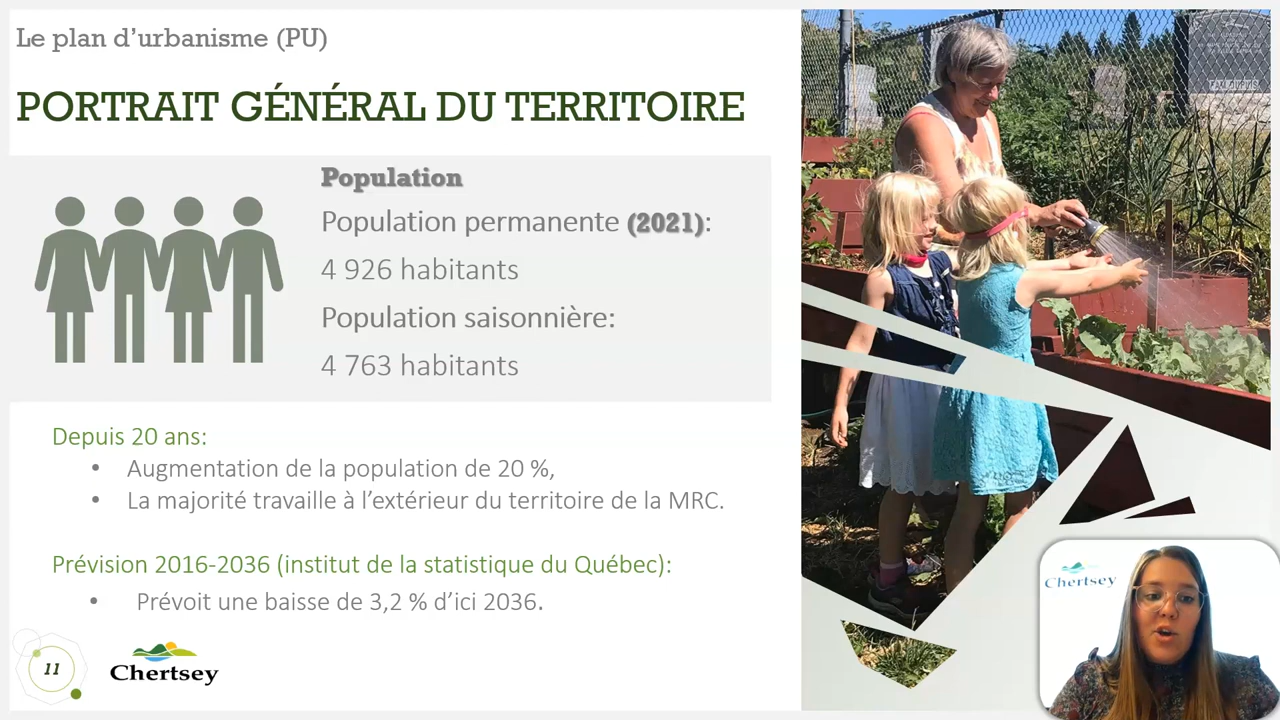 Le plan d’urbanisme (PU)
PORTRAIT GÉNÉRAL DU TERRITOIRE
Population
Population permanente (2021):
4 926 habitants
Population saisonnière:
4 763 habitants
Depuis 20 ans:
• Augmentation de la population de 20 %,
• La majorité travaille à l’extérieur du territoire de la MRC.
Prévision 2016-2036 (institut de la statistique du Québec):
• Prévoit une baisse de 3,2 % d’ici 2036.
11
Chertsey
Chertsey